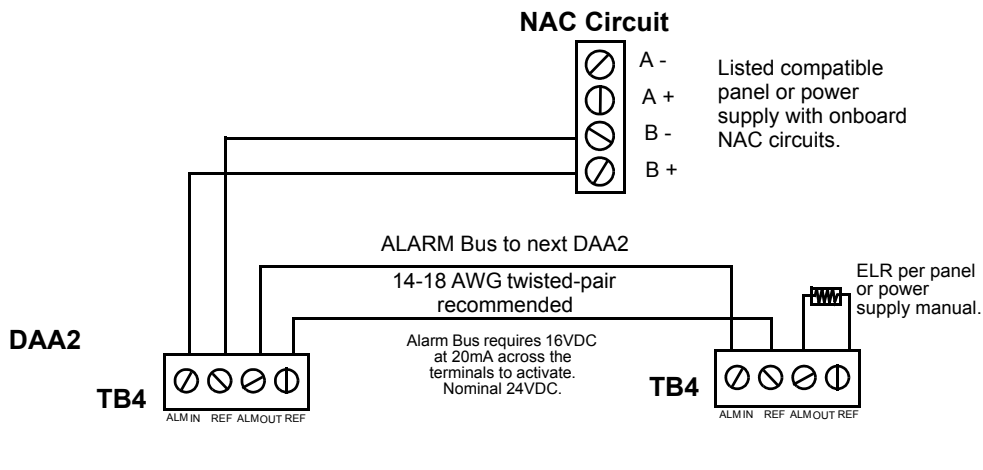 NAC Circuit
A -
A +
B -
B +
Listed compatible
panel or power
supply with onboard
NAC circuits.
ALARM Bus to next DAA2
14-18 AWG twisted-pair
recommended
ELR per panel
or power
supply manual.
DAA2
Alarm Bus requires 16VDC
at 20mA across the
terminals to activate.
Nominal 24VDC.
TB4
ALM IN REF ALM OUT REF
TB4
ALM IN REF ALM OUT REF